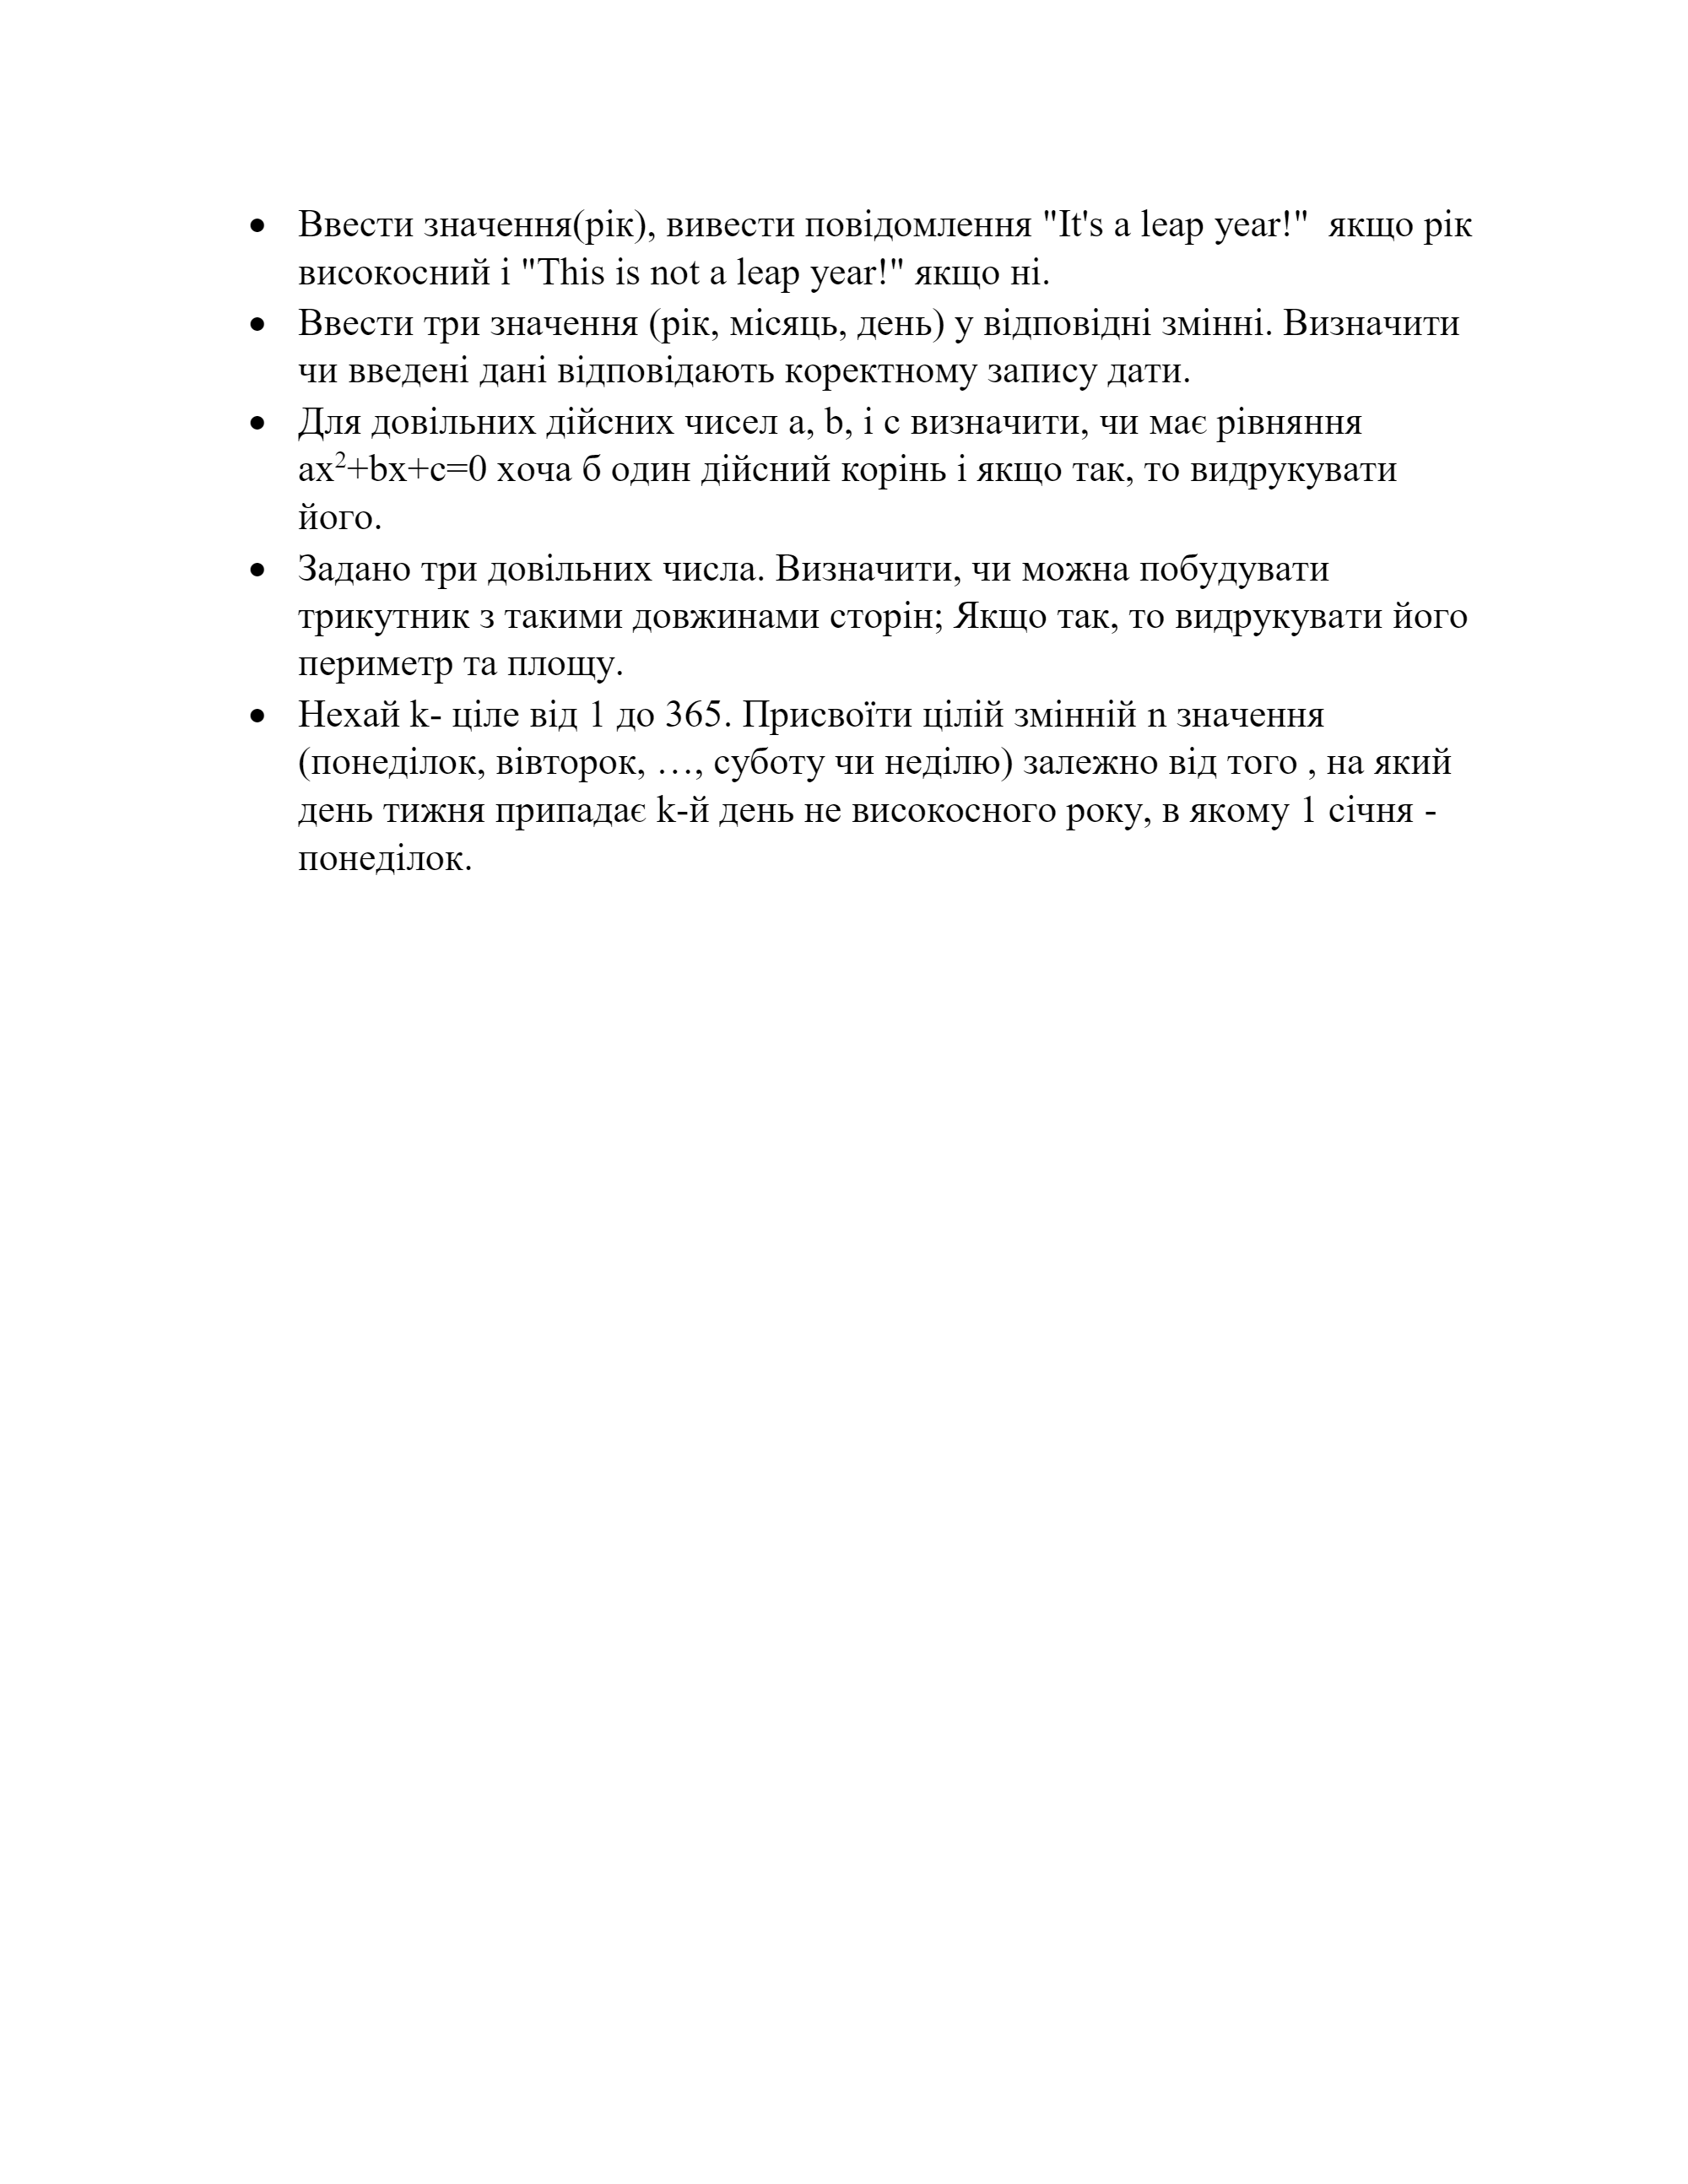 • Ввести значення(рік), вивести повідомлення "It's a leap year!"  якщо рік
високосний і "This is not a leap year!" якщо ні.
• Ввести три значення (рік, місяць, день) у відповідні змінні. Визначити
чи введені дані відповідають коректному запису дати.
• Для довільних дійсних чисел a, b, і c визначити, чи має рівняння
ax²+bx+c=0 хоча б один дійсний корінь і якщо так, то видрукувати
його.
• Задано три довільних числа. Визначити, чи можна побудувати
трикутник з такими довжинами сторін; Якщо так, то видрукувати його
периметр та площу.
• Нехай k- ціле від 1 до 365. Присвоїти цілій змінній n значення
(понеділок, вівторок, …, суботу чи неділю) залежно від того , на який
день тижня припадає k-й день не високосного року, в якому 1 січня -
понеділок.